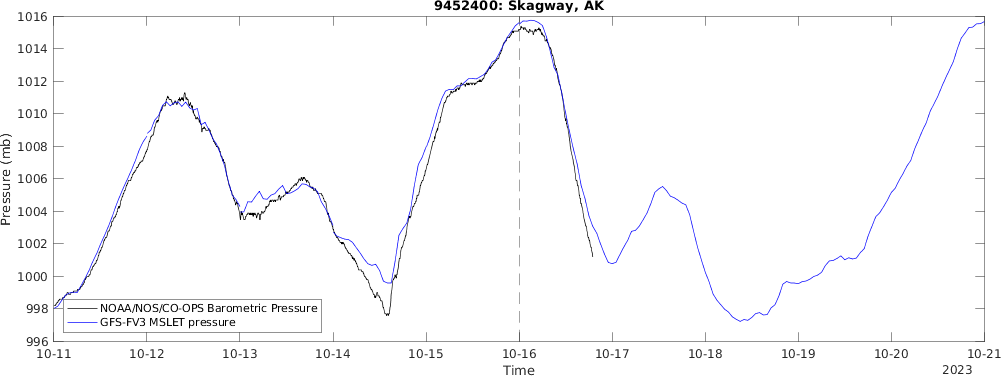 9452400: Skagway, AK
Pressure (mb)
1016
1014
1012
1010
1008
1006
1004
1002
1000
998
996
NOAA/NOS/CO-OPS Barometric Pressure
GFS-FV3 MSLET pressure
10-11 10-12 10-13 10-14 10-15 10-16 10-17 10-18 10-19 10-20 10-21
Time
2023